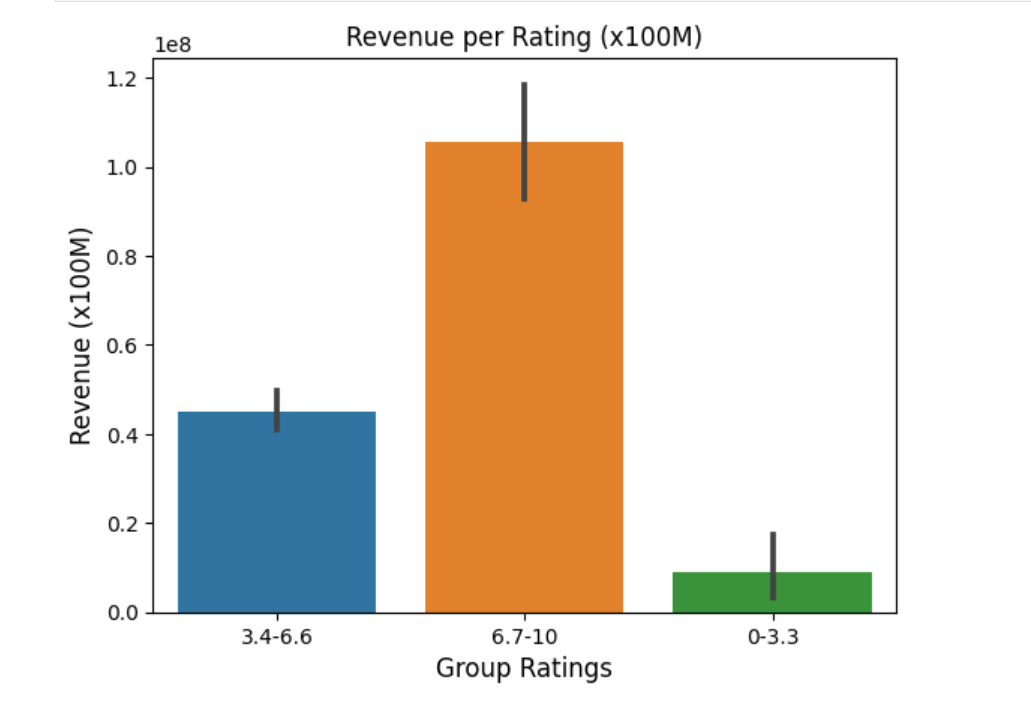 Revenue per Rating (x100M)
1e8
1.2
1.0
0.8
0.6
0.4
0.2
0.0
Revenue (x100M)
3.4-6.6 6.7-10 0-3.3
Group Ratings